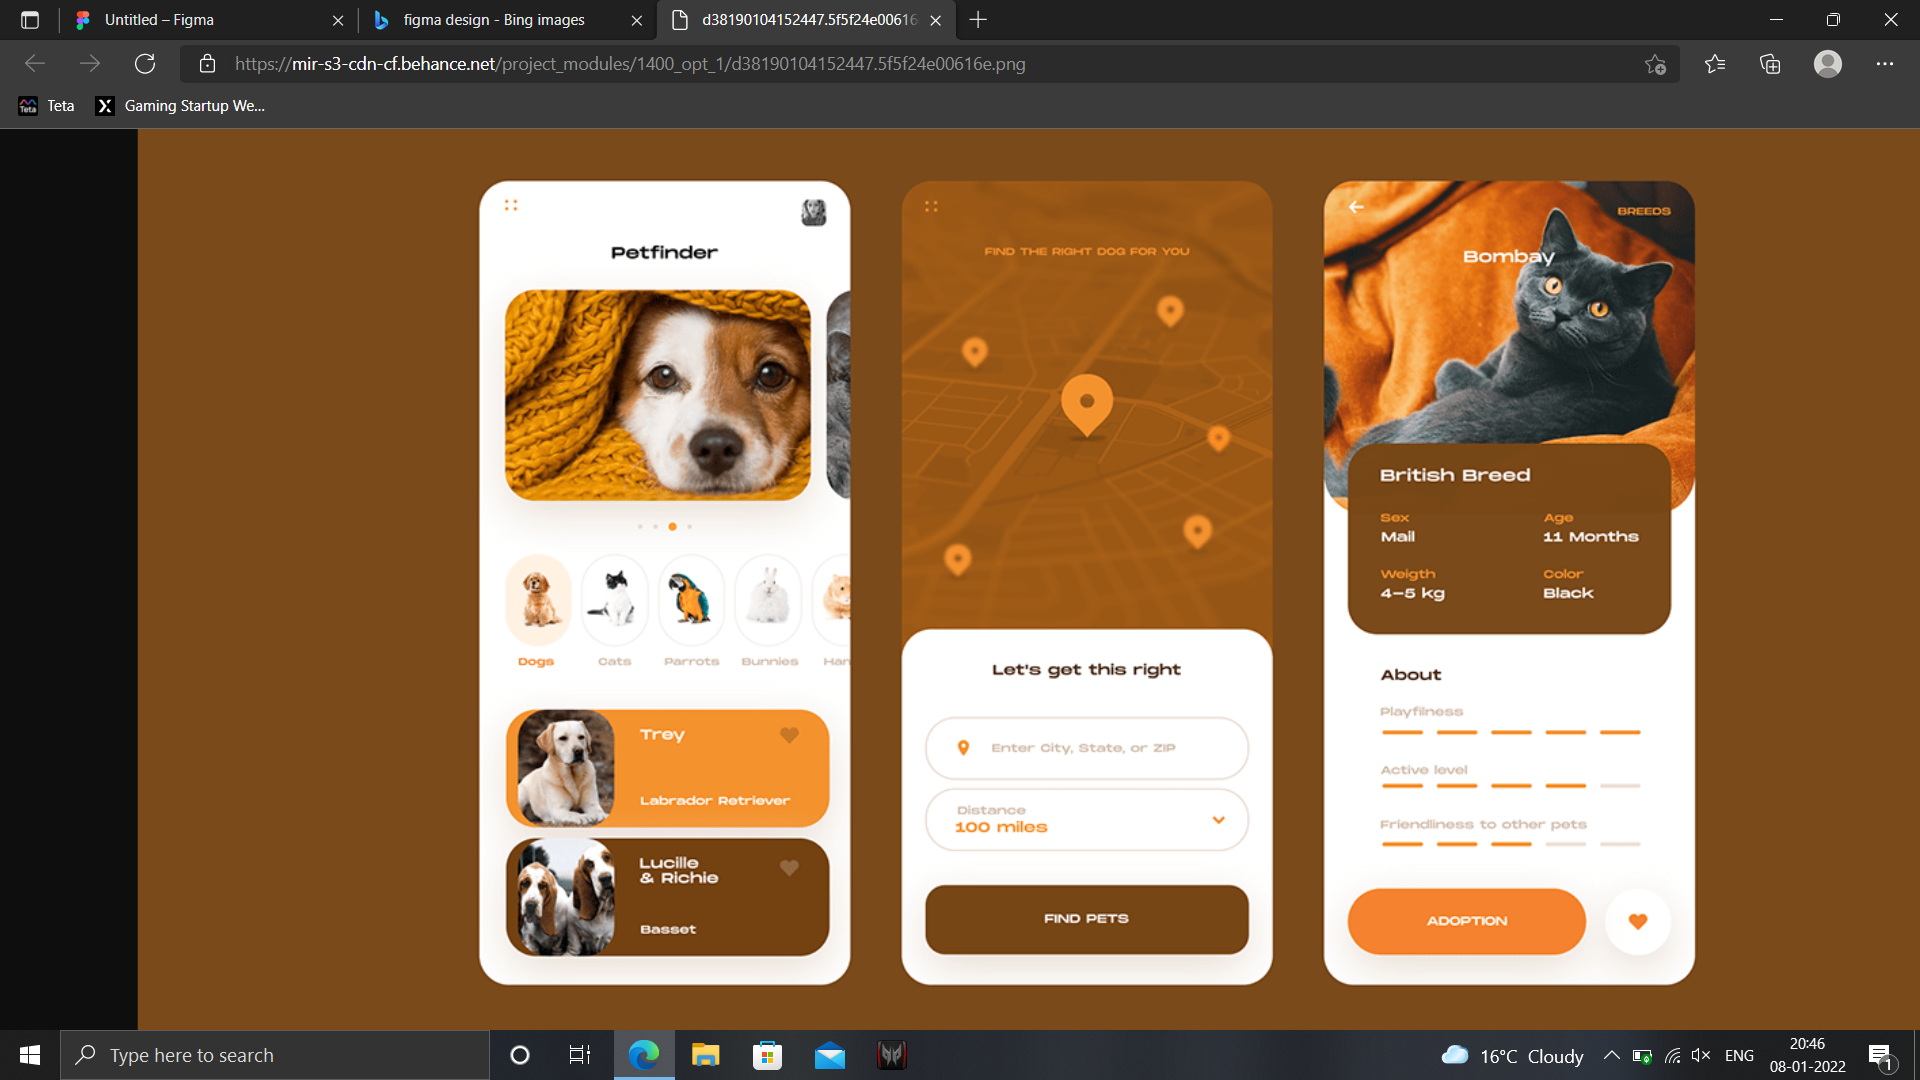 Untitled – Figma
figma design - Bing images
d38190104152447.5f5f24e00616
https://mir-s3-cdn-cf.behance.net/project_modules/1400_opt_1/d38190104152447.5f5f24e00616e.png
Teta
Teta
Gaming Startup We...
Petfinder
Dogs
Cats
Parrots
Bunnies
Han
Trey
Labrador Retriever
Lucille
& Richie
Basset
FIND THE RIGHT DOG FOR YOU
Let's get this right
Enter City, State, or ZIP
Distance
100 miles
FIND PETS
BREEDS
Bombay
British Breed
Sex
Age
Mail
11 Months
Weigth
Color
4–5 kg
Black
About
Playfilness
Active level
Friendliness to other pets
ADOPTION
Type here to search
16°C Cloudy
ENG
20:46
08-01-2022
1